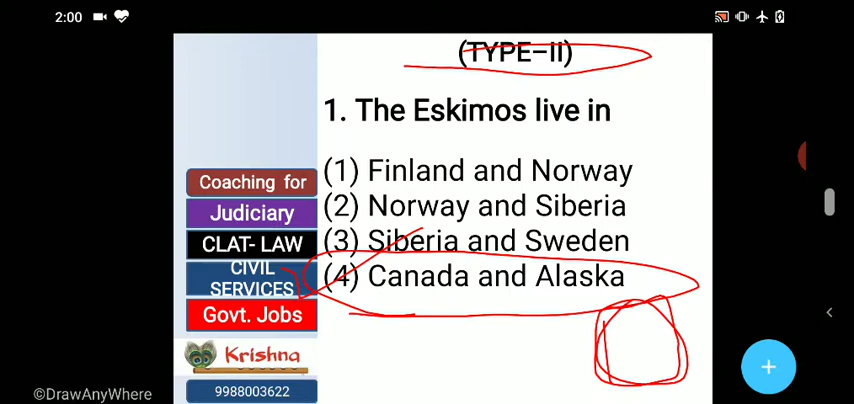 2:00
(TYPE–II)
1. The Eskimos live in
(1) Finland and Norway
(2) Norway and Siberia
(3) Siberia and Sweden
(4) Canada and Alaska
Coaching for
Judiciary
CLAT- LAW
CIVIL
SERVICES
Govt. Jobs
Krishna
9988003622
©DrawAnyWhere